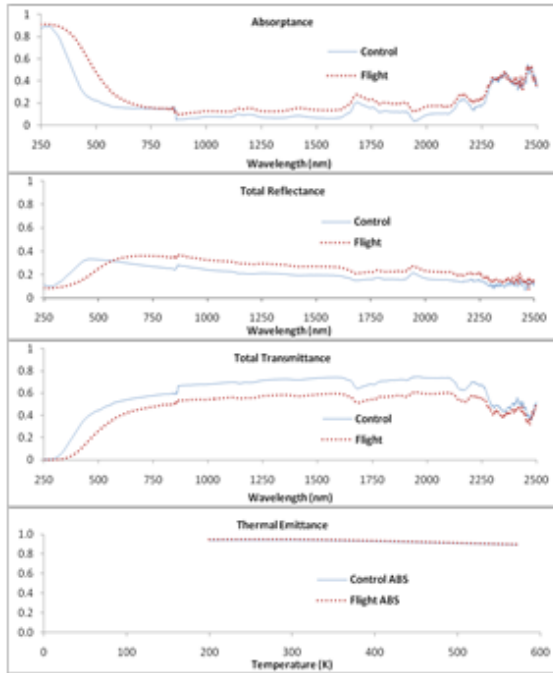 Absorptance
1
0.8
0.6
0.4
0.2
0
Control
Flight
250 500 750 1000 1250 1500 1750 2000 2250 2500
Wavelength (nm)
Total Reflectance
1
0.8
0.6
0.4
0.2
0
Control
Flight
250 500 750 1000 1250 1500 1750 2000 2250 2500
Wavelength (nm)
Total Transmittance
1
0.8
0.6
0.4
0.2
0
Control
Flight
250 500 750 1000 1250 1500 1750 2000 2250 2500
Wavelength (nm)
Thermal Emittance
1.0
0.8
0.6
0.4
0.2
0.0
Control ABS
Flight ABS
0 100 200 300 400 500 600
Temperature (K)